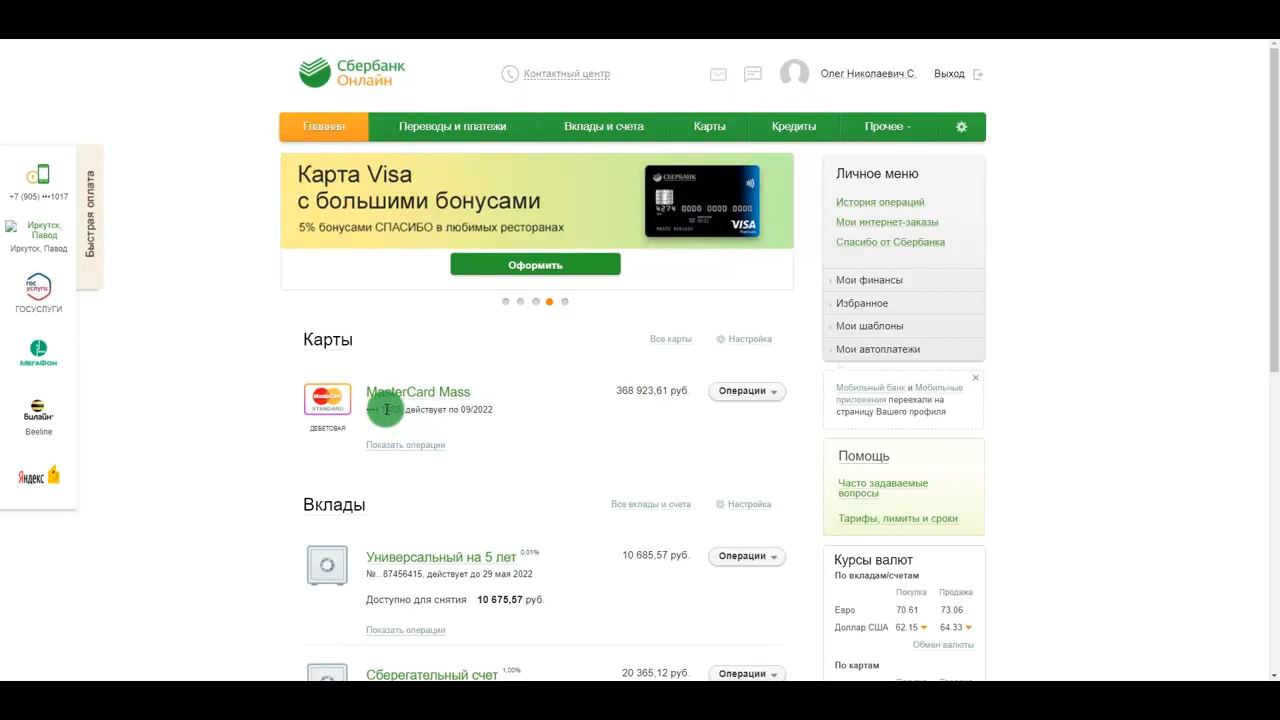 Сбербанк
Онлайн
Контактный центр
Олег Николаевич С.
Выход
Главная
Переводы и платежи
Вклады и счета
Карты
Кредиты
Прочее
Быстрая оплата
+7 (905) •••1017
Иркутск, Павод
Иркутск, Павод
гос
услуги
ГОСУСЛУГИ
МЕГАФОН
Билайн
Beeline
Яндекс
Карта Visa
с большими бонусами
5% бонусами СПАСИБО в любимых ресторанах
СБЕРБАНК
4274 0000 0000 0000
VISA
Оформить
Карты
Все карты
Настройка
MasterCard
STANDARD
ДЕБЕТОВАЯ
MasterCard Mass
действует по 09/2022
368 923,61 руб.
Операции
Показать операции
Вклады
Все вклады и счета
Настройка
Универсальный на 5 лет 0,01%
№...87456415, действует до 29 мая 2022
10 685,57 руб.
Операции
Доступно для снятия 10 675,57 руб.
Показать операции
Сберегательный счет 1,00%
20 365,12 руб.
Операции
Личное меню
История операций
Мои интернет-заказы
Спасибо от Сбербанка
Мои финансы
Избранное
Мои шаблоны
Мои автоплатежи
Мобильный банк и Мобильные
приложения переехали на
страницу Вашего профиля
Помощь
Часто задаваемые
вопросы
Тарифы, лимиты и сроки
Курсы валют
По вкладам/счетам
Покупка Продажа
Евро 70.61 73.06
Доллар США 62.15 64.33
Обмен валюты
По картам